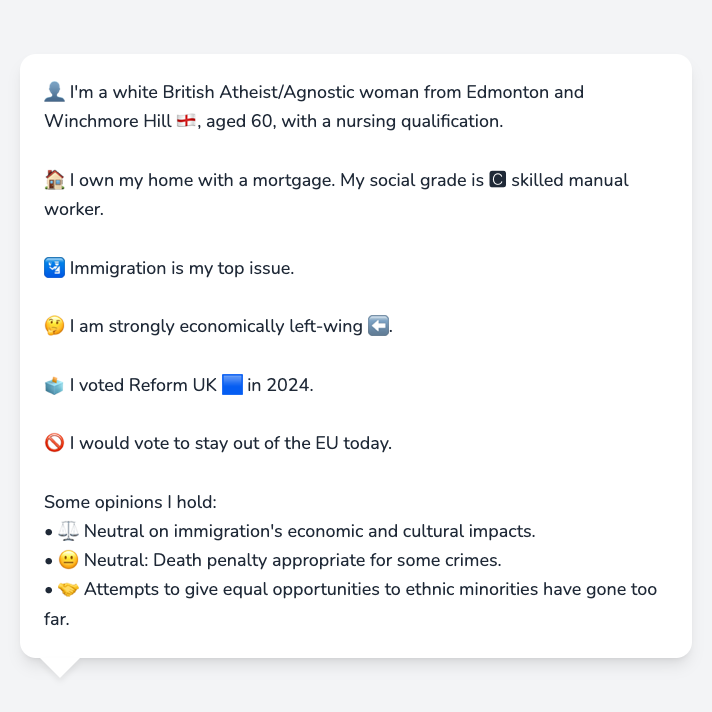 👤 I'm a white British Atheist/Agnostic woman from Edmonton and
Winchmore Hill 🏴󠁧󠁢󠁥󠁮󠁧󠁿, aged 60, with a nursing qualification.
🏠 I own my home with a mortgage. My social grade is 🅲 skilled manual
worker.
🛂 Immigration is my top issue.
🤔 I am strongly economically left-wing ⬅️.
🗳️ I voted Reform UK 🟦 in 2024.
🚫 I would vote to stay out of the EU today.
Some opinions I hold:
• ⚖️ Neutral on immigration's economic and cultural impacts.
• 😐 Neutral: Death penalty appropriate for some crimes.
• 🤝 Attempts to give equal opportunities to ethnic minorities have gone too
far.